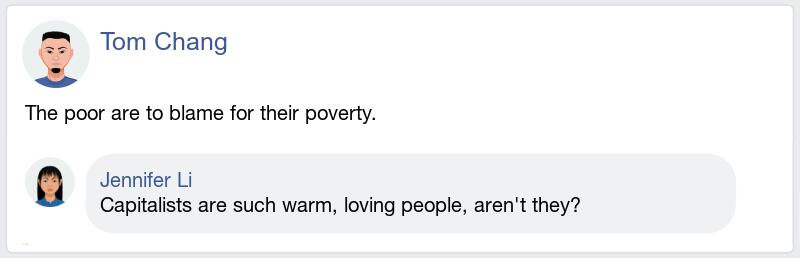 Tom Chang
The poor are to blame for their poverty.
Jennifer Li
Capitalists are such warm, loving people, aren't they?